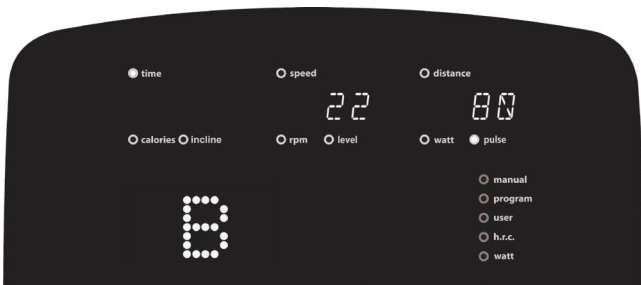 time speed distance
22 80
calories incline rpm level watt pulse
manual
program
user
h.r.c.
watt
B